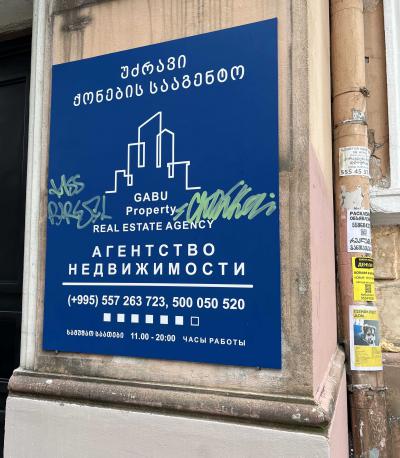 უძრავი
ქონების სააგენტო
GABU
Property
REAL ESTATE AGENCY
АГЕНТСТВО
НЕДВИЖИМОСТИ
(+995) 557 263 723, 500 050 520
სამუშაო საათები 11.00 - 20:00 ЧАСЫ РАБОТЫ